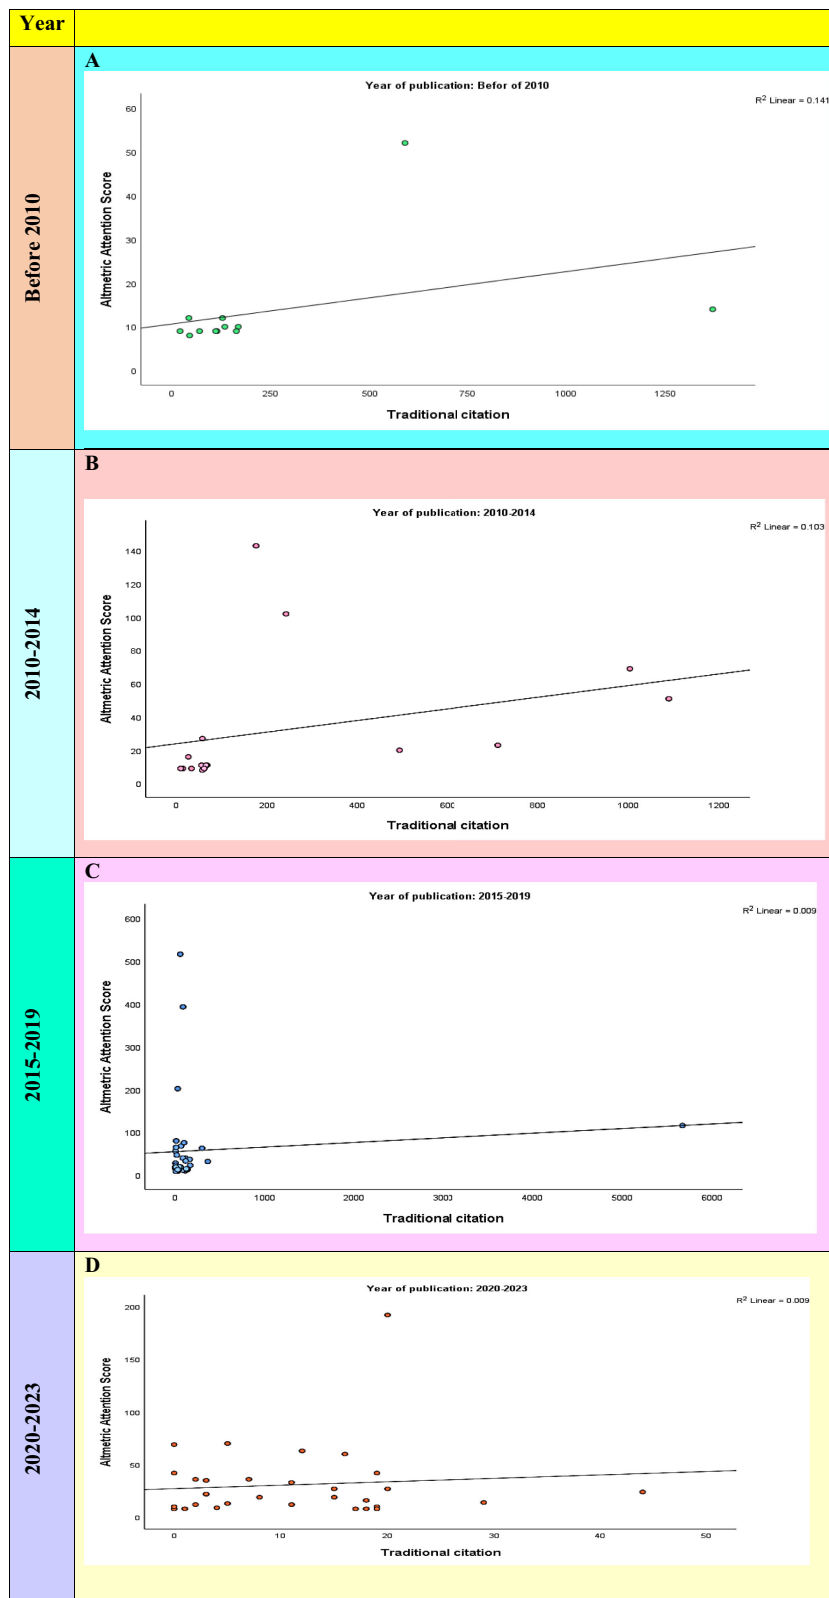 Year
Before 2010
A
Year of publication: Befor of 2010
R² Linear = 0.141
Altmetric Attention Score
60
50
40
30
20
10
0
0 250 500 750 1000 1250
Traditional citation
2010-2014
B
Year of publication: 2010-2014
R² Linear = 0.103
Altmetric Attention Score
140
120
100
80
60
40
20
0
0 200 400 600 800 1000 1200
Traditional citation
2015-2019
C
Year of publication: 2015-2019
R² Linear = 0.009
Altmetric Attention Score
600
500
400
300
200
100
0
0 1000 2000 3000 4000 5000 6000
Traditional citation
2020-2023
D
Year of publication: 2020-2023
R² Linear = 0.009
Altmetric Attention Score
200
150
100
50
0
0 10 20 30 40 50
Traditional citation